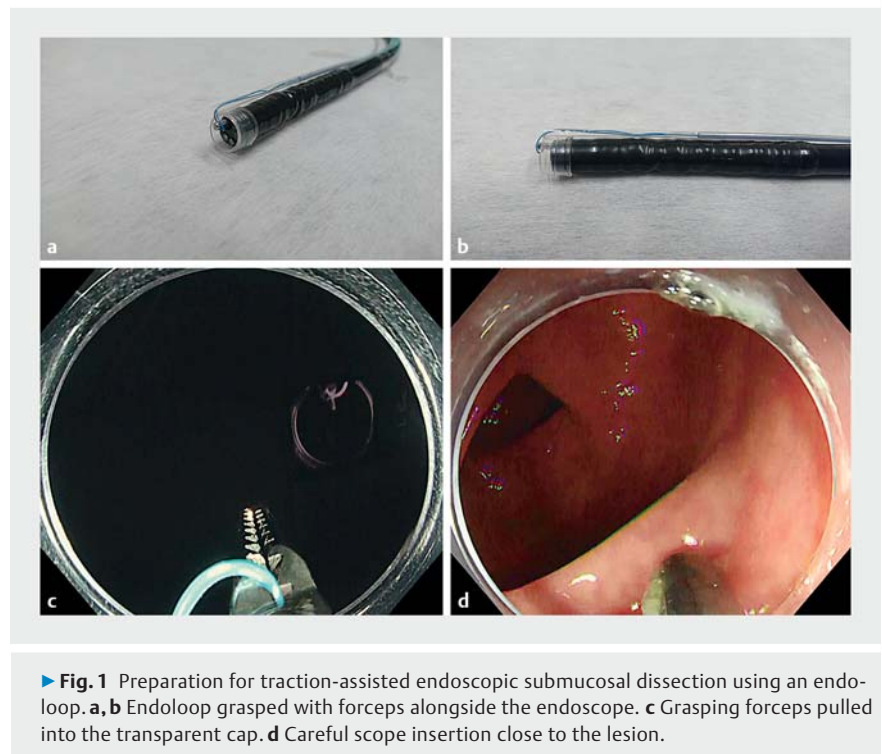 a
b
c
d
▶ Fig. 1 Preparation for traction-assisted endoscopic submucosal dissection using an endo-
loop. a, b Endoloop grasped with forceps alongside the endoscope. c Grasping forceps pulled
into the transparent cap. d Careful scope insertion close to the lesion.